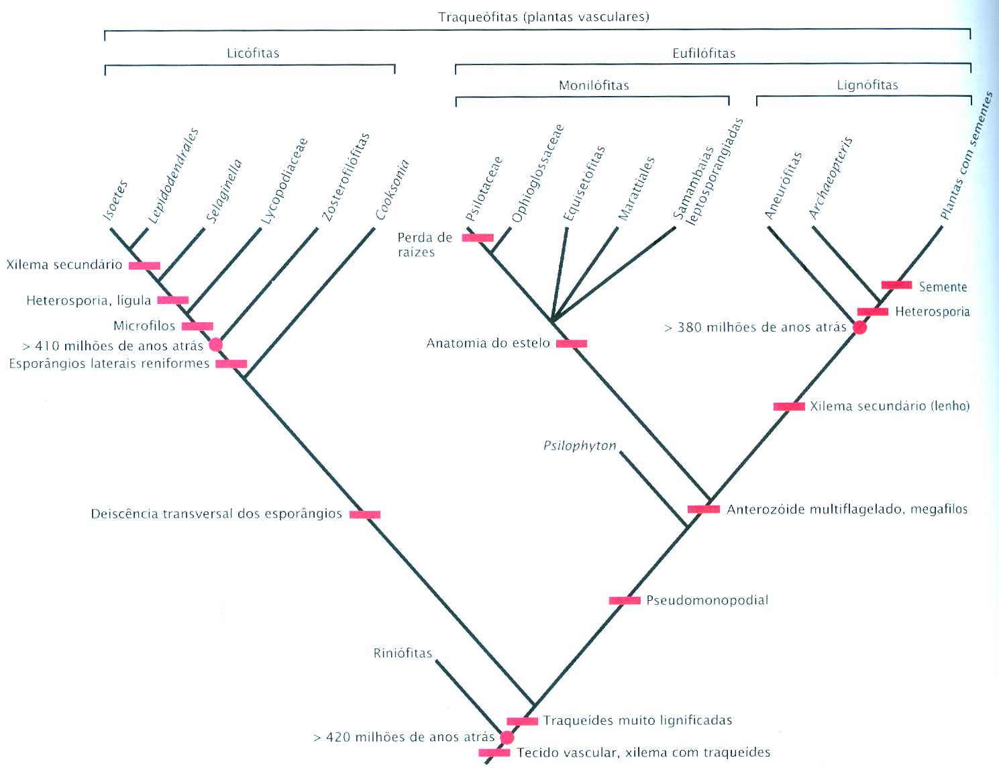 Traqueófitas (plantas vasculares)
Licófitas
Eufilófitas
Monilófitas
Lignófitas
Isoetes
Lepidodendrales
Selaginella
Lycopodiaceae
Zosterofilófitas
Cooksonia
Psilotaceae
Ophioglossaceae
Equisetófitas
Marattiales
Samambaias
leptosporangiadas
Aneurófitas
Archaeopteris
Plantas com sementes
Perda de
raízes
Xilema secundário
Semente
Heterosporia, lígula
Heterosporia
Microfilos
> 380 milhões de anos atrás
> 410 milhões de anos atrás
Anatomia do estelo
Esporângios laterais reniformes
Xilema secundário (lenho)
Psilophyton
Deiscência transversal dos esporângios
Anterozóide multiflagelado, megafilos
Pseudomonopodial
Riniófitas
Traqueídes muito lignificadas
> 420 milhões de anos atrás
Tecido vascular, xilema com traqueídes